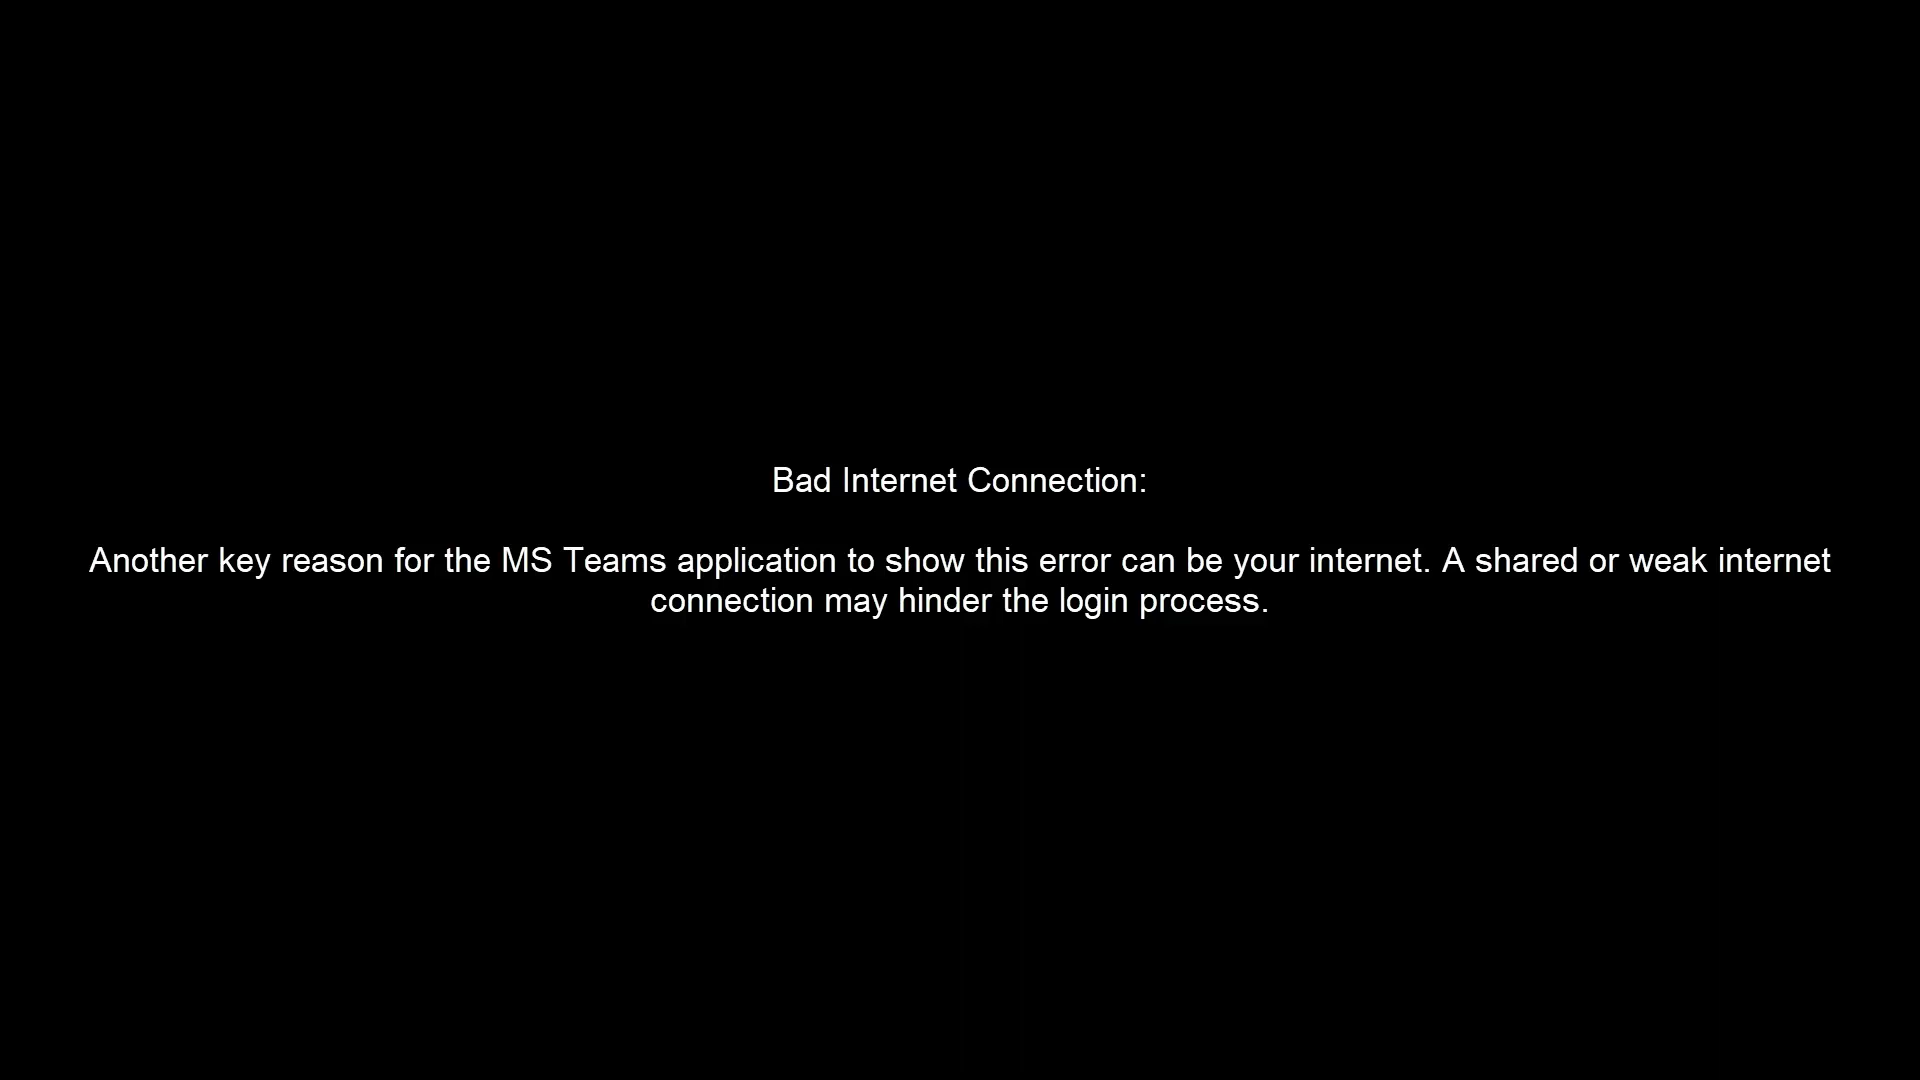 Bad Internet Connection:
Another key reason for the MS Teams application to show this error can be your internet. A shared or weak internet
connection may hinder the login process.